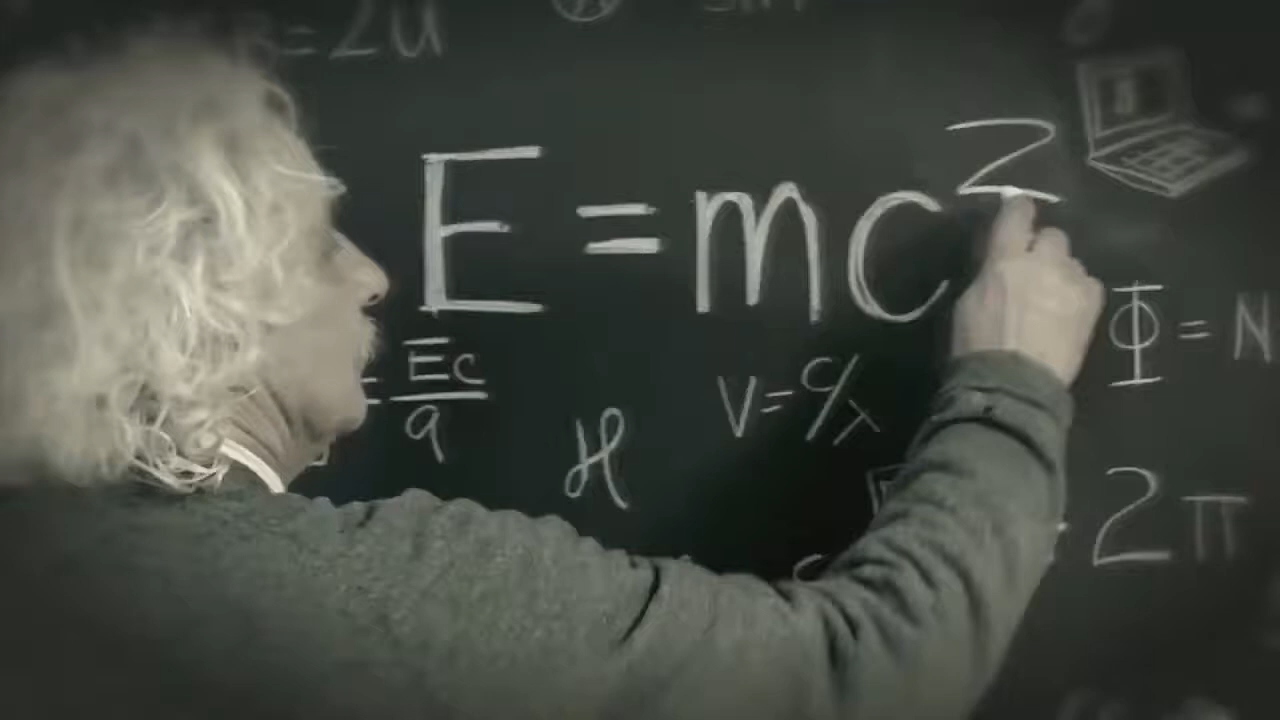 = 2u
E = mc²
= Ec/9
ℋ
V = c/λ
Φ = N
2π